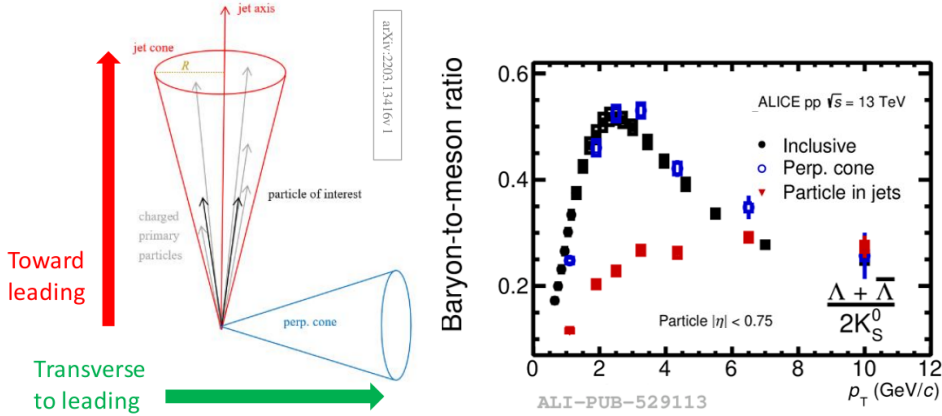 jet axis
jet cone
R
arXiv:2203.13416v1
particle of interest
charged
primary
particles
Toward
leading
perp. cone
Transverse
to leading
Baryon-to-meson ratio
0.6
0.4
0.2
ALICE pp √s = 13 TeV
Inclusive
Perp. cone
Particle in jets
Λ + Λ̅
2K⁰_S
Particle |η| < 0.75
0 2 4 6 8 10 12
p_T (GeV/c)
ALI-PUB-529113